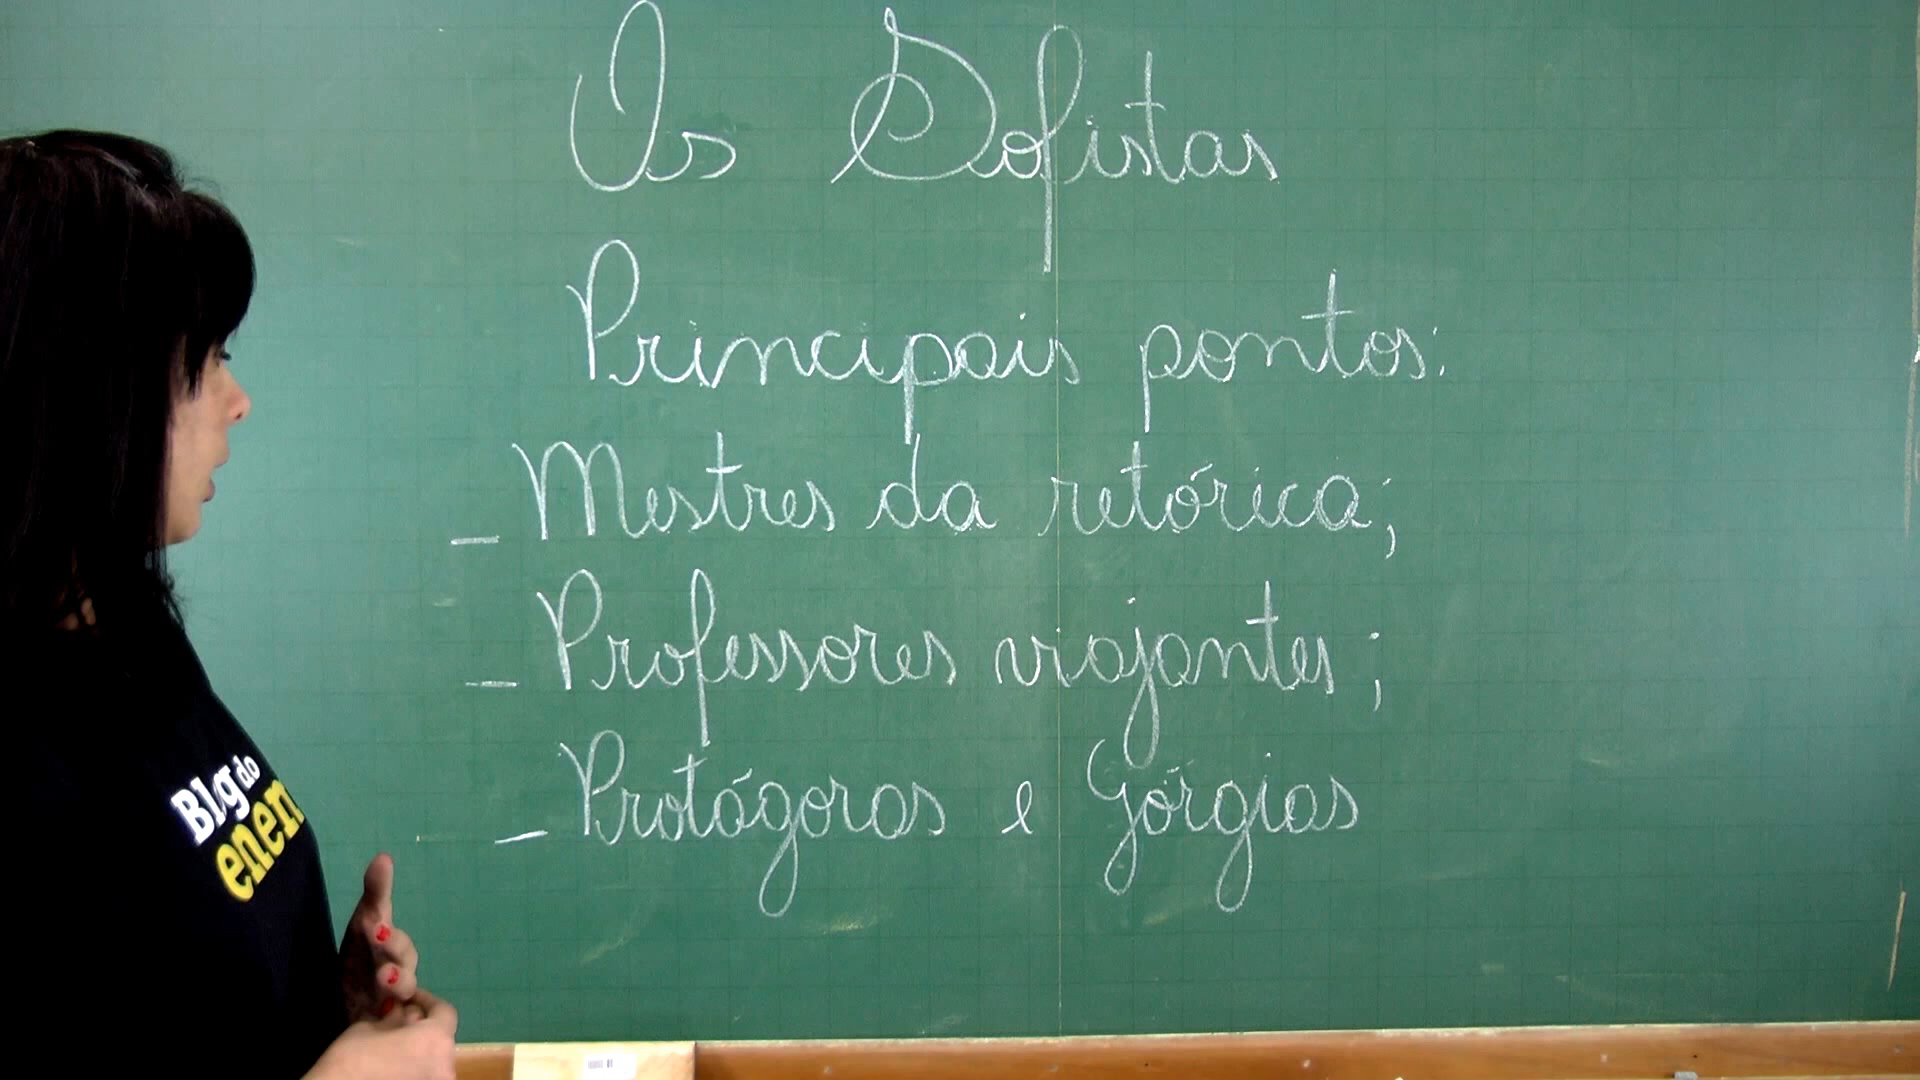 Os Sofistas
Principais pontos:
- Mestres da retórica;
- Professores viajantes;
- Protágoras e Górgias
Blog do
enem